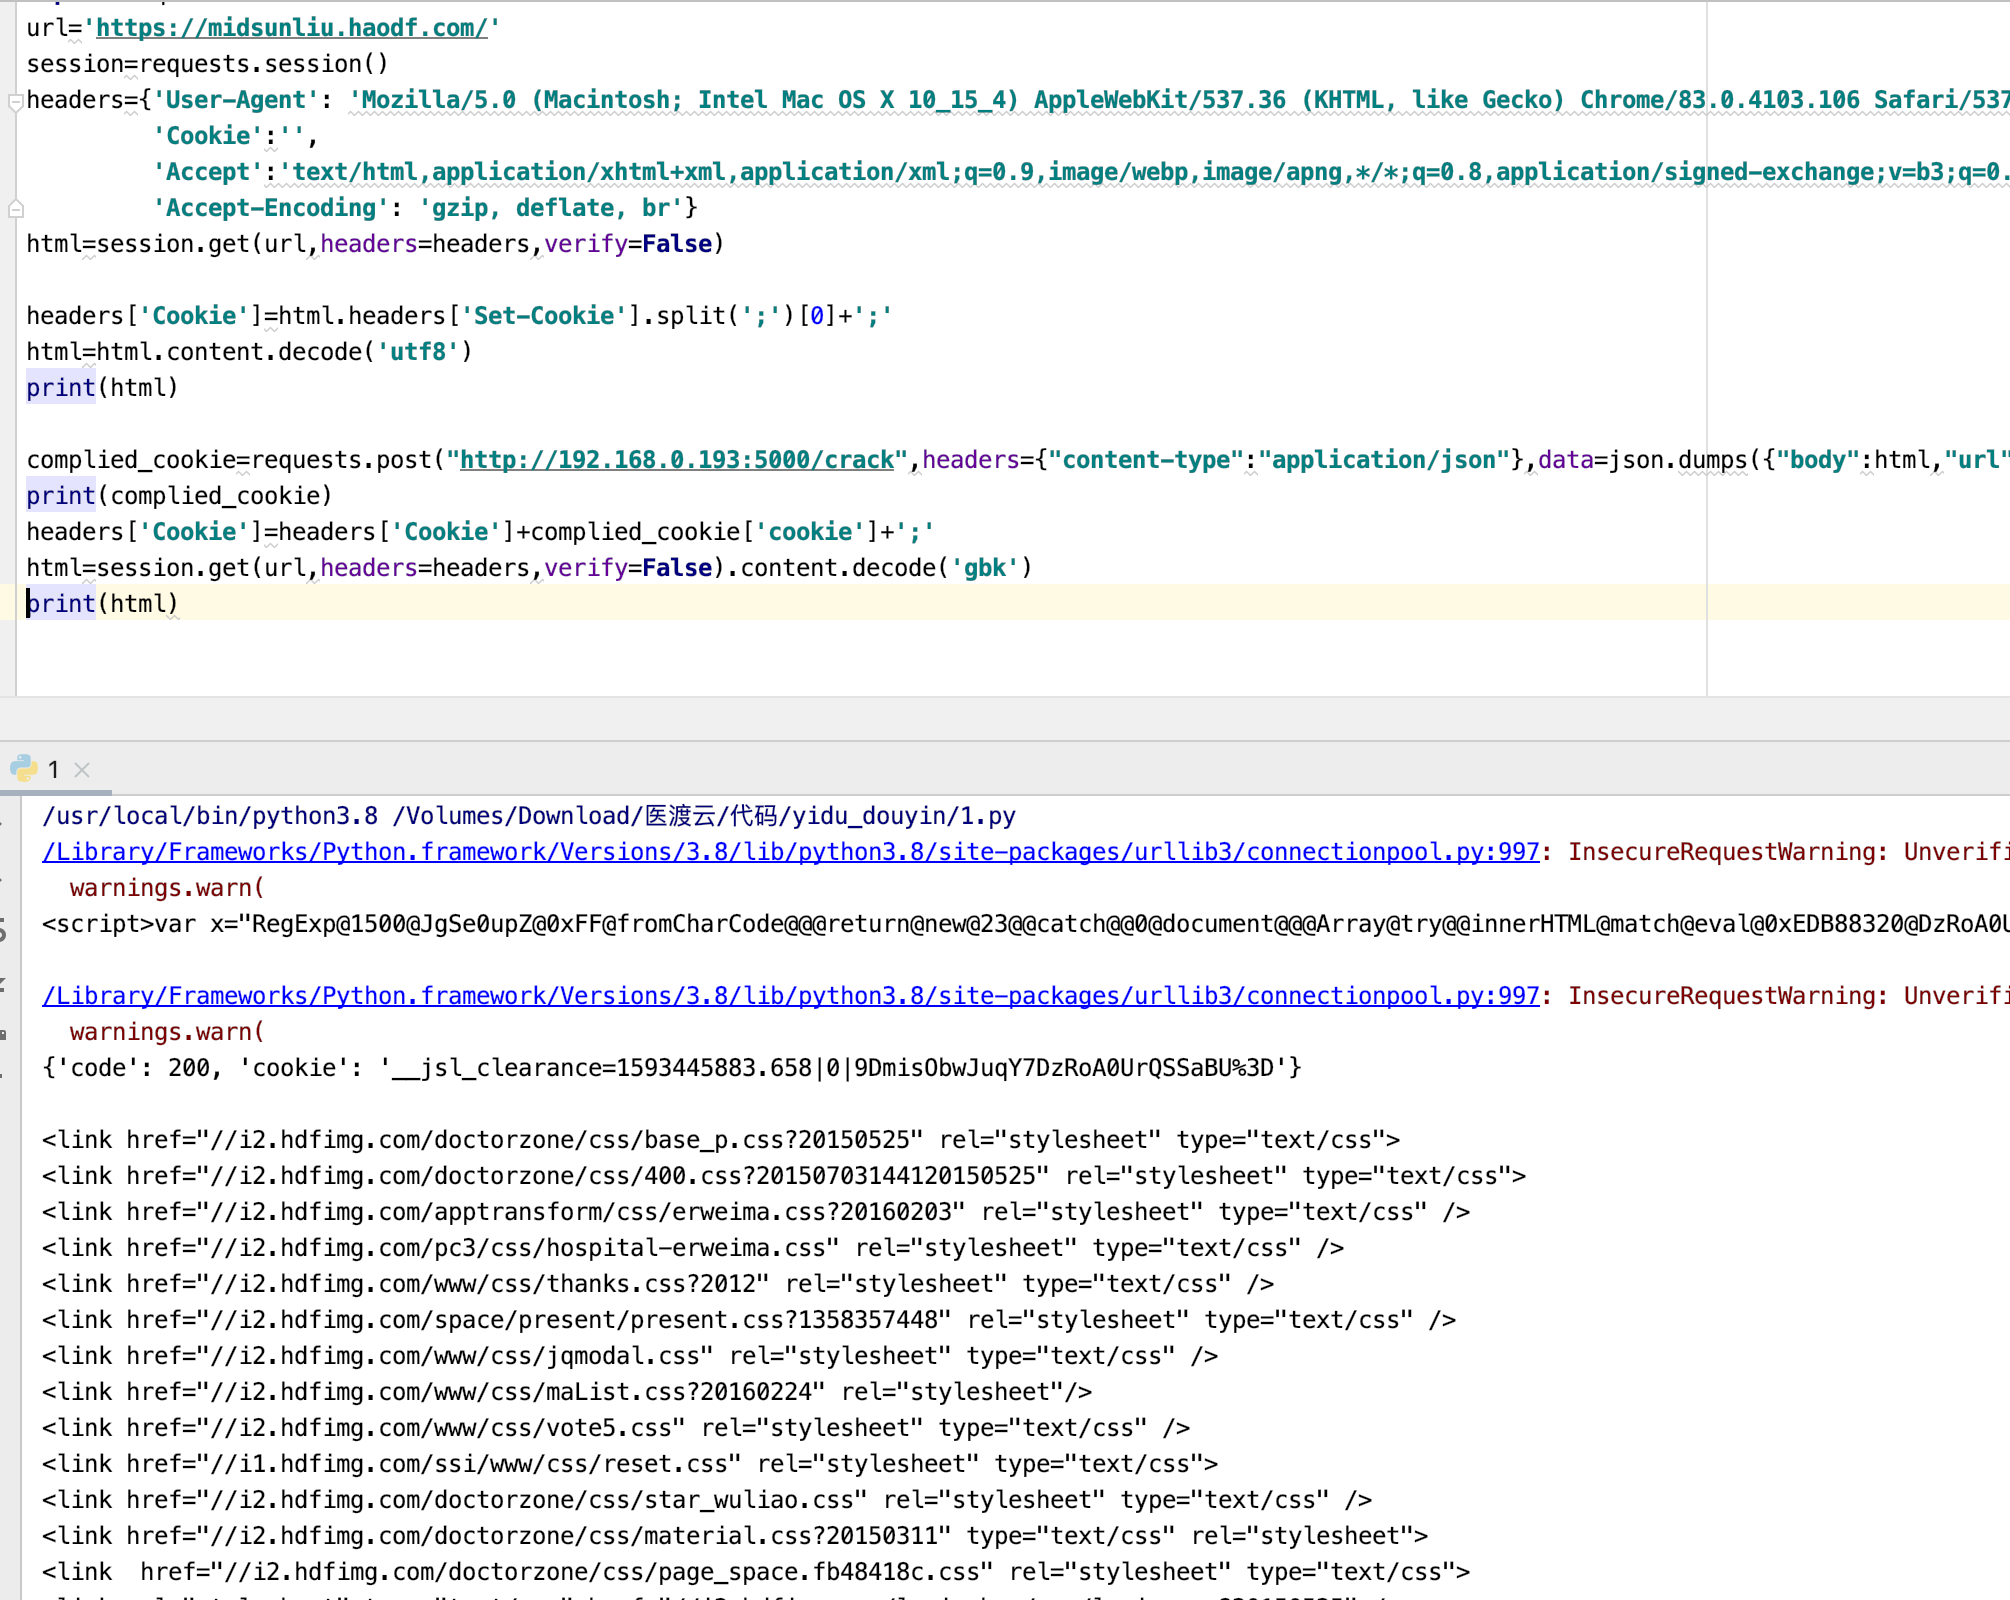 url='https://midsunliu.haodf.com/'
session=requests.session()
headers={'User-Agent': 'Mozilla/5.0 (Macintosh; Intel Mac OS X 10_15_4) AppleWebKit/537.36 (KHTML, like Gecko) Chrome/83.0.4103.106 Safari/537
'Cookie':'',
'Accept':'text/html,application/xhtml+xml,application/xml;q=0.9,image/webp,image/apng,*/*;q=0.8,application/signed-exchange;v=b3;q=0.
'Accept-Encoding': 'gzip, deflate, br'}
html=session.get(url,headers=headers,verify=False)
headers['Cookie']=html.headers['Set-Cookie'].split(';')[0]+';'
html=html.content.decode('utf8')
print(html)
complied_cookie=requests.post("http://192.168.0.193:5000/crack",headers={"content-type":"application/json"},data=json.dumps({"body":html,"url"
print(complied_cookie)
headers['Cookie']=headers['Cookie']+complied_cookie['cookie']+';'
html=session.get(url,headers=headers,verify=False).content.decode('gbk')
print(html)
1
/usr/local/bin/python3.8 /Volumes/Download/医渡云/代码/yidu_douyin/1.py
/Library/Frameworks/Python.framework/Versions/3.8/lib/python3.8/site-packages/urllib3/connectionpool.py:997: InsecureRequestWarning: Unverifi
warnings.warn(
<script>var x="RegExp@1500@JgSe0upZ@0xFF@fromCharCode@@@return@new@23@@catch@@0@document@@@Array@try@@innerHTML@match@eval@0xEDB88320@DzRoA0U
/Library/Frameworks/Python.framework/Versions/3.8/lib/python3.8/site-packages/urllib3/connectionpool.py:997: InsecureRequestWarning: Unverifi
warnings.warn(
{'code': 200, 'cookie': '__jsl_clearance=1593445883.658|0|9DmisObwJuqY7DzRoA0UrQSSaBU%3D'}
<link href="//i2.hdfimg.com/doctorzone/css/base_p.css?20150525" rel="stylesheet" type="text/css">
<link href="//i2.hdfimg.com/doctorzone/css/400.css?20150703144120150525" rel="stylesheet" type="text/css">
<link href="//i2.hdfimg.com/apptransform/css/erweima.css?20160203" rel="stylesheet" type="text/css" />
<link href="//i2.hdfimg.com/pc3/css/hospital-erweima.css" rel="stylesheet" type="text/css" />
<link href="//i2.hdfimg.com/www/css/thanks.css?2012" rel="stylesheet" type="text/css" />
<link href="//i2.hdfimg.com/space/present/present.css?1358357448" rel="stylesheet" type="text/css" />
<link href="//i2.hdfimg.com/www/css/jqmodal.css" rel="stylesheet" type="text/css" />
<link href="//i2.hdfimg.com/www/css/maList.css?20160224" rel="stylesheet"/>
<link href="//i2.hdfimg.com/www/css/vote5.css" rel="stylesheet" type="text/css" />
<link href="//i1.hdfimg.com/ssi/www/css/reset.css" rel="stylesheet" type="text/css">
<link href="//i2.hdfimg.com/doctorzone/css/star_wuliao.css" rel="stylesheet" type="text/css" />
<link href="//i2.hdfimg.com/doctorzone/css/material.css?20150311" type="text/css" rel="stylesheet">
<link  href="//i2.hdfimg.com/doctorzone/css/page_space.fb48418c.css" rel="stylesheet" type="text/css">